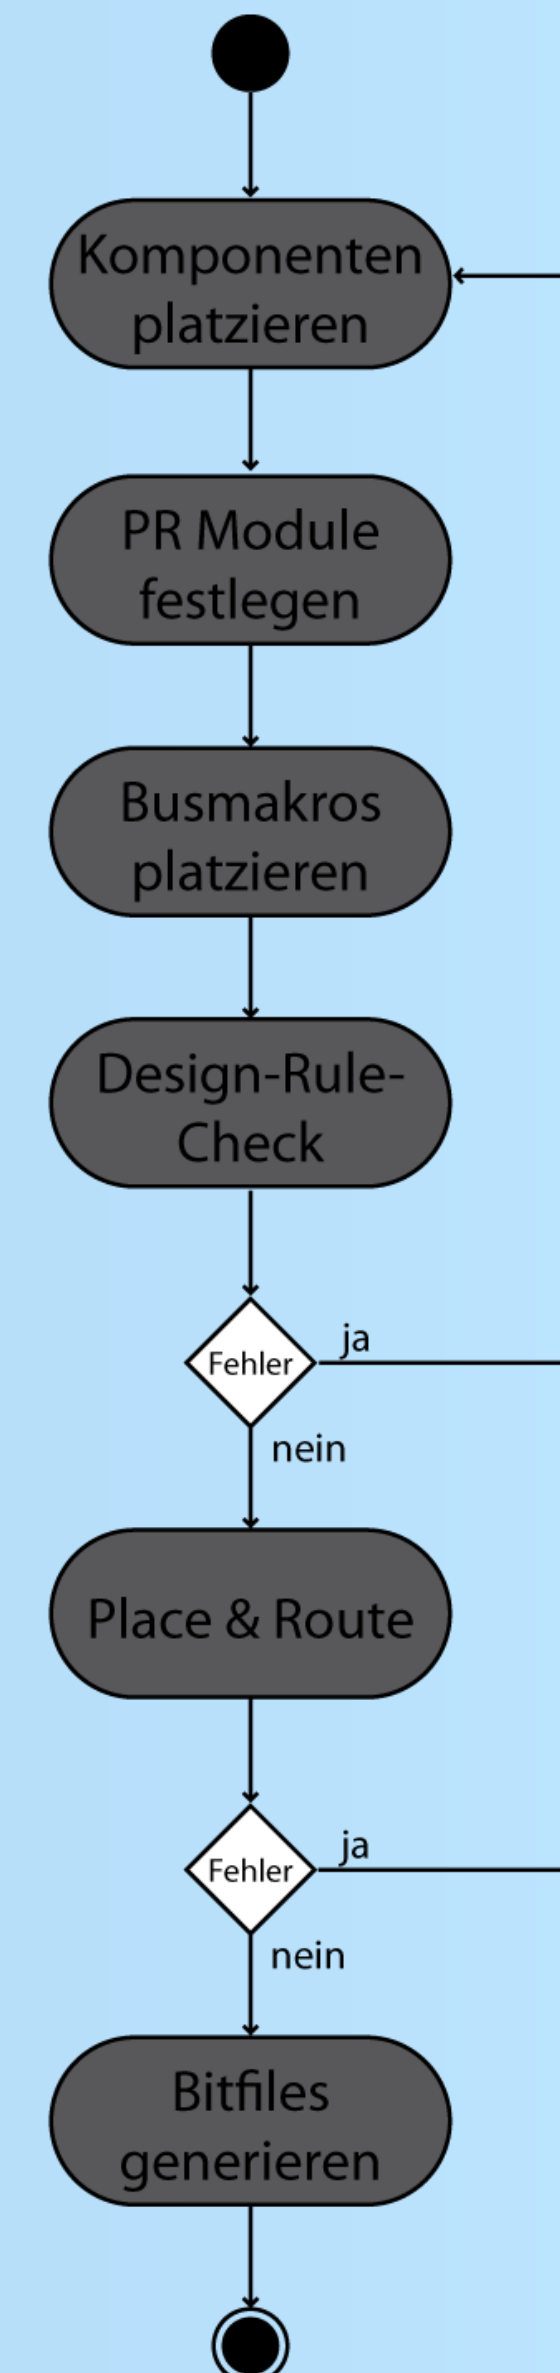 Komponenten
platzieren
PR Module
festlegen
Busmakros
platzieren
Design-Rule-
Check
Fehler
ja
nein
Place & Route
Fehler
ja
nein
Bitfiles
generieren